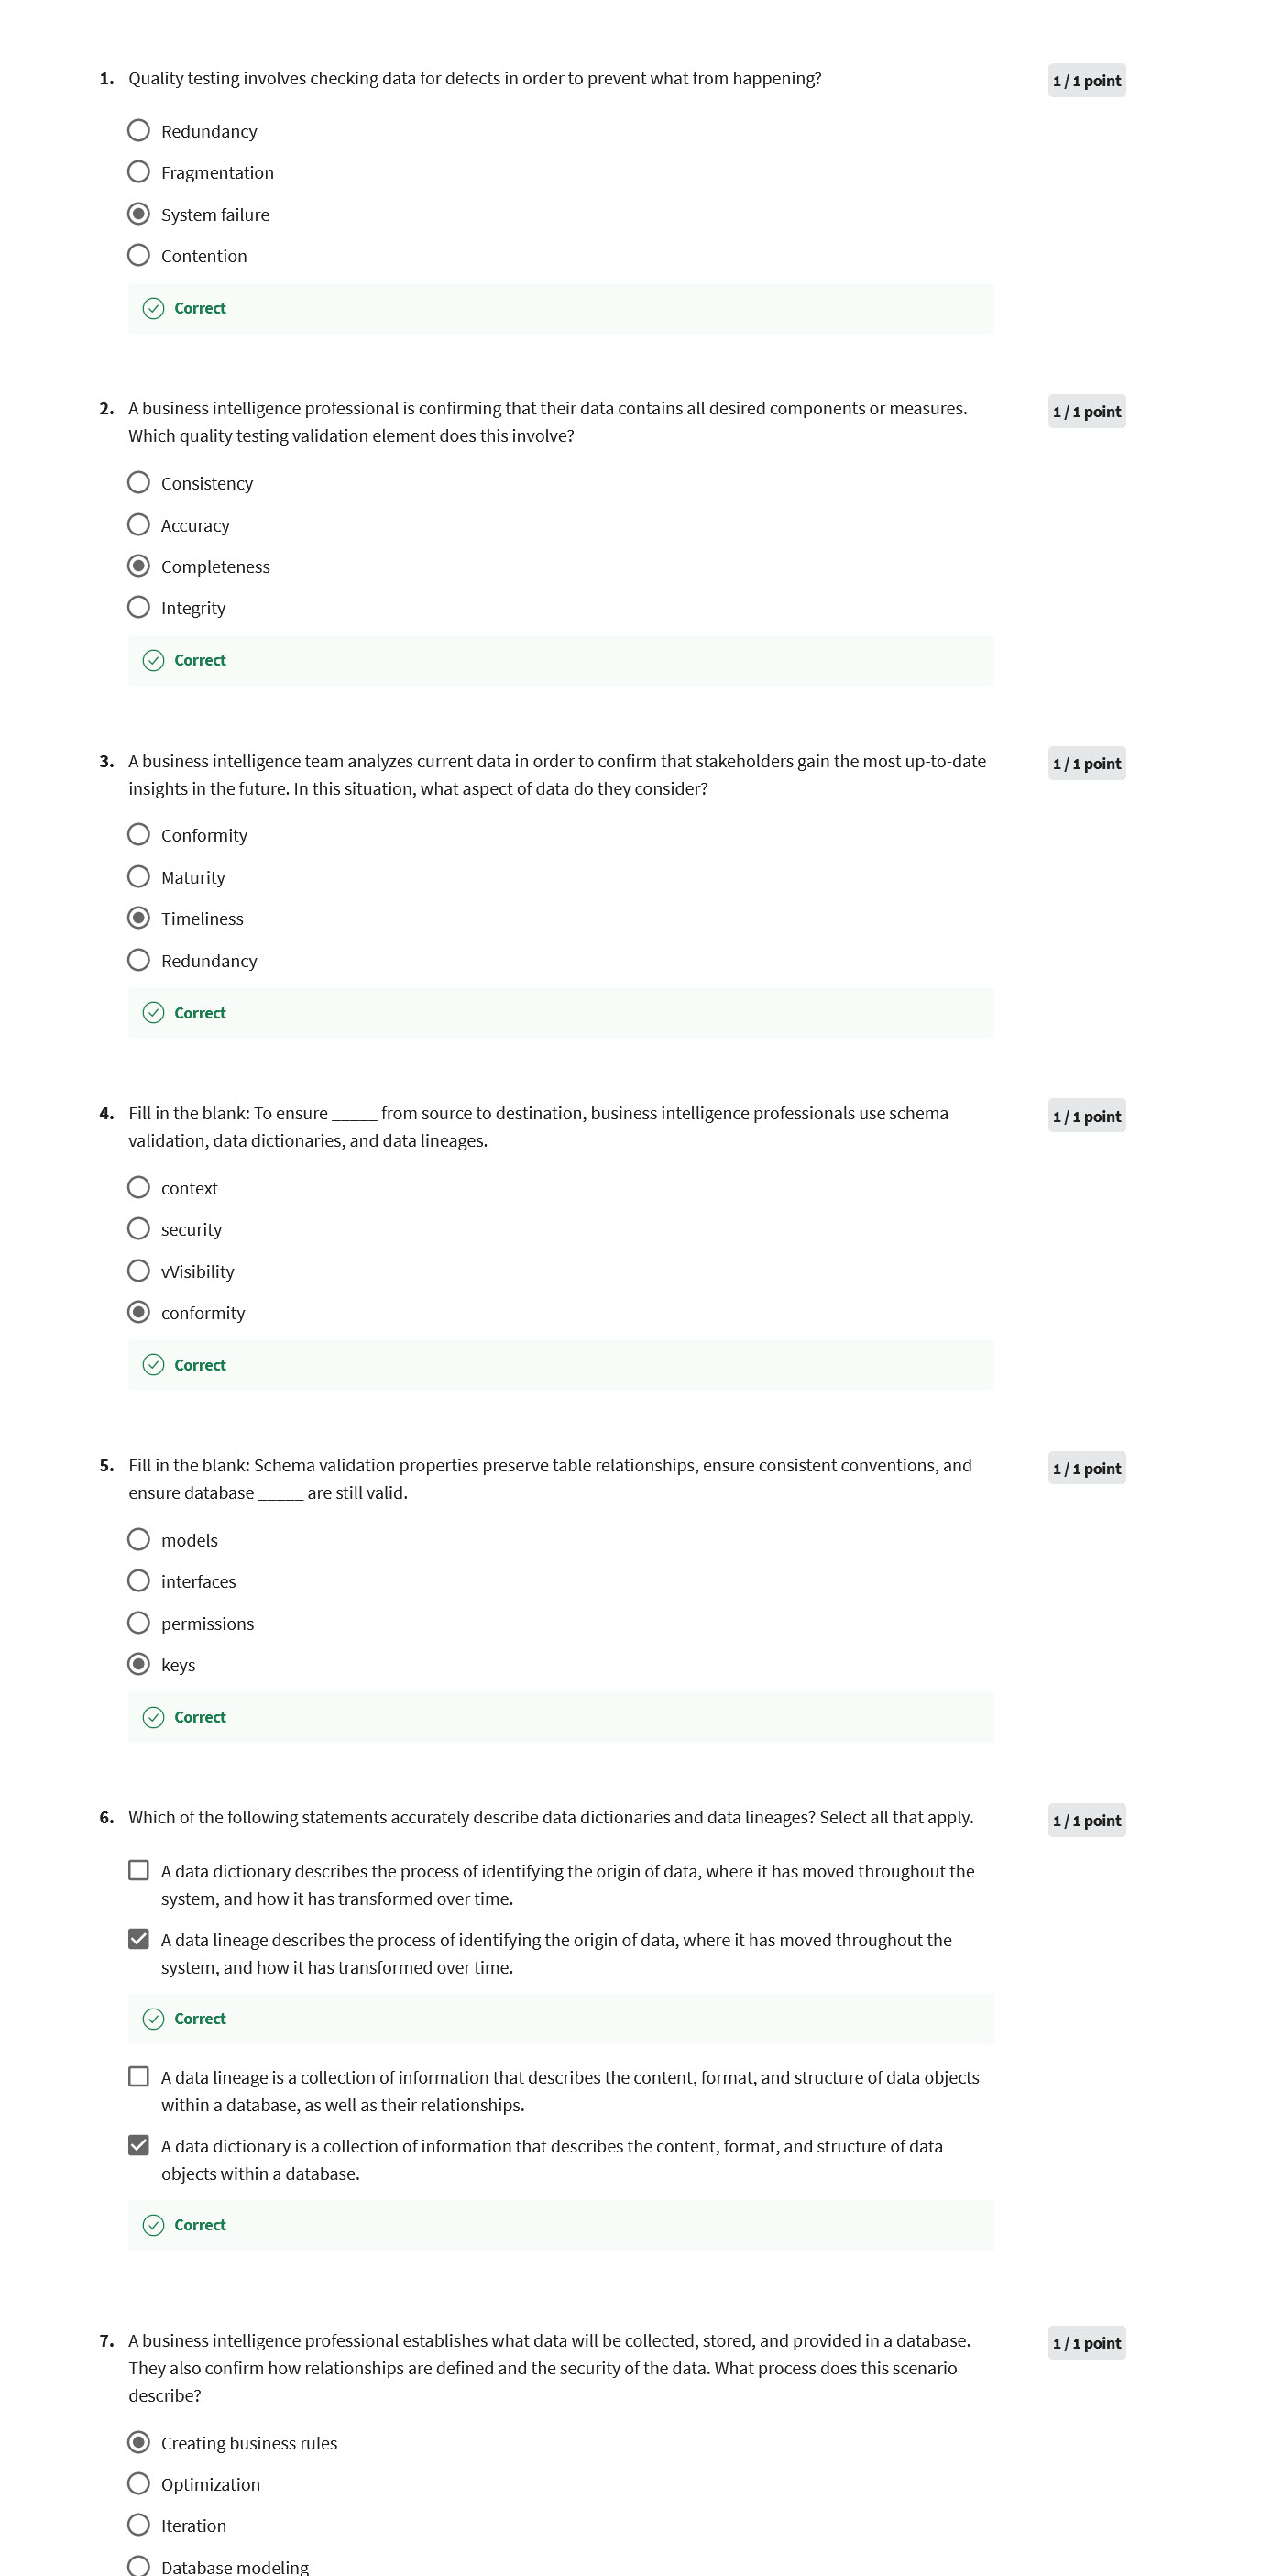 1. Quality testing involves checking data for defects in order to prevent what from happening?
1 / 1 point
Redundancy
Fragmentation
System failure
Contention
Correct
2. A business intelligence professional is confirming that their data contains all desired components or measures.
Which quality testing validation element does this involve?
1 / 1 point
Consistency
Accuracy
Completeness
Integrity
Correct
3. A business intelligence team analyzes current data in order to confirm that stakeholders gain the most up-to-date
insights in the future. In this situation, what aspect of data do they consider?
1 / 1 point
Conformity
Maturity
Timeliness
Redundancy
Correct
4. Fill in the blank: To ensure _____ from source to destination, business intelligence professionals use schema
validation, data dictionaries, and data lineages.
1 / 1 point
context
security
vVisibility
conformity
Correct
5. Fill in the blank: Schema validation properties preserve table relationships, ensure consistent conventions, and
ensure database _____ are still valid.
1 / 1 point
models
interfaces
permissions
keys
Correct
6. Which of the following statements accurately describe data dictionaries and data lineages? Select all that apply.
1 / 1 point
A data dictionary describes the process of identifying the origin of data, where it has moved throughout the
system, and how it has transformed over time.
A data lineage describes the process of identifying the origin of data, where it has moved throughout the
system, and how it has transformed over time.
Correct
A data lineage is a collection of information that describes the content, format, and structure of data objects
within a database, as well as their relationships.
A data dictionary is a collection of information that describes the content, format, and structure of data
objects within a database.
Correct
7. A business intelligence professional establishes what data will be collected, stored, and provided in a database.
They also confirm how relationships are defined and the security of the data. What process does this scenario
describe?
1 / 1 point
Creating business rules
Optimization
Iteration
Database modeling